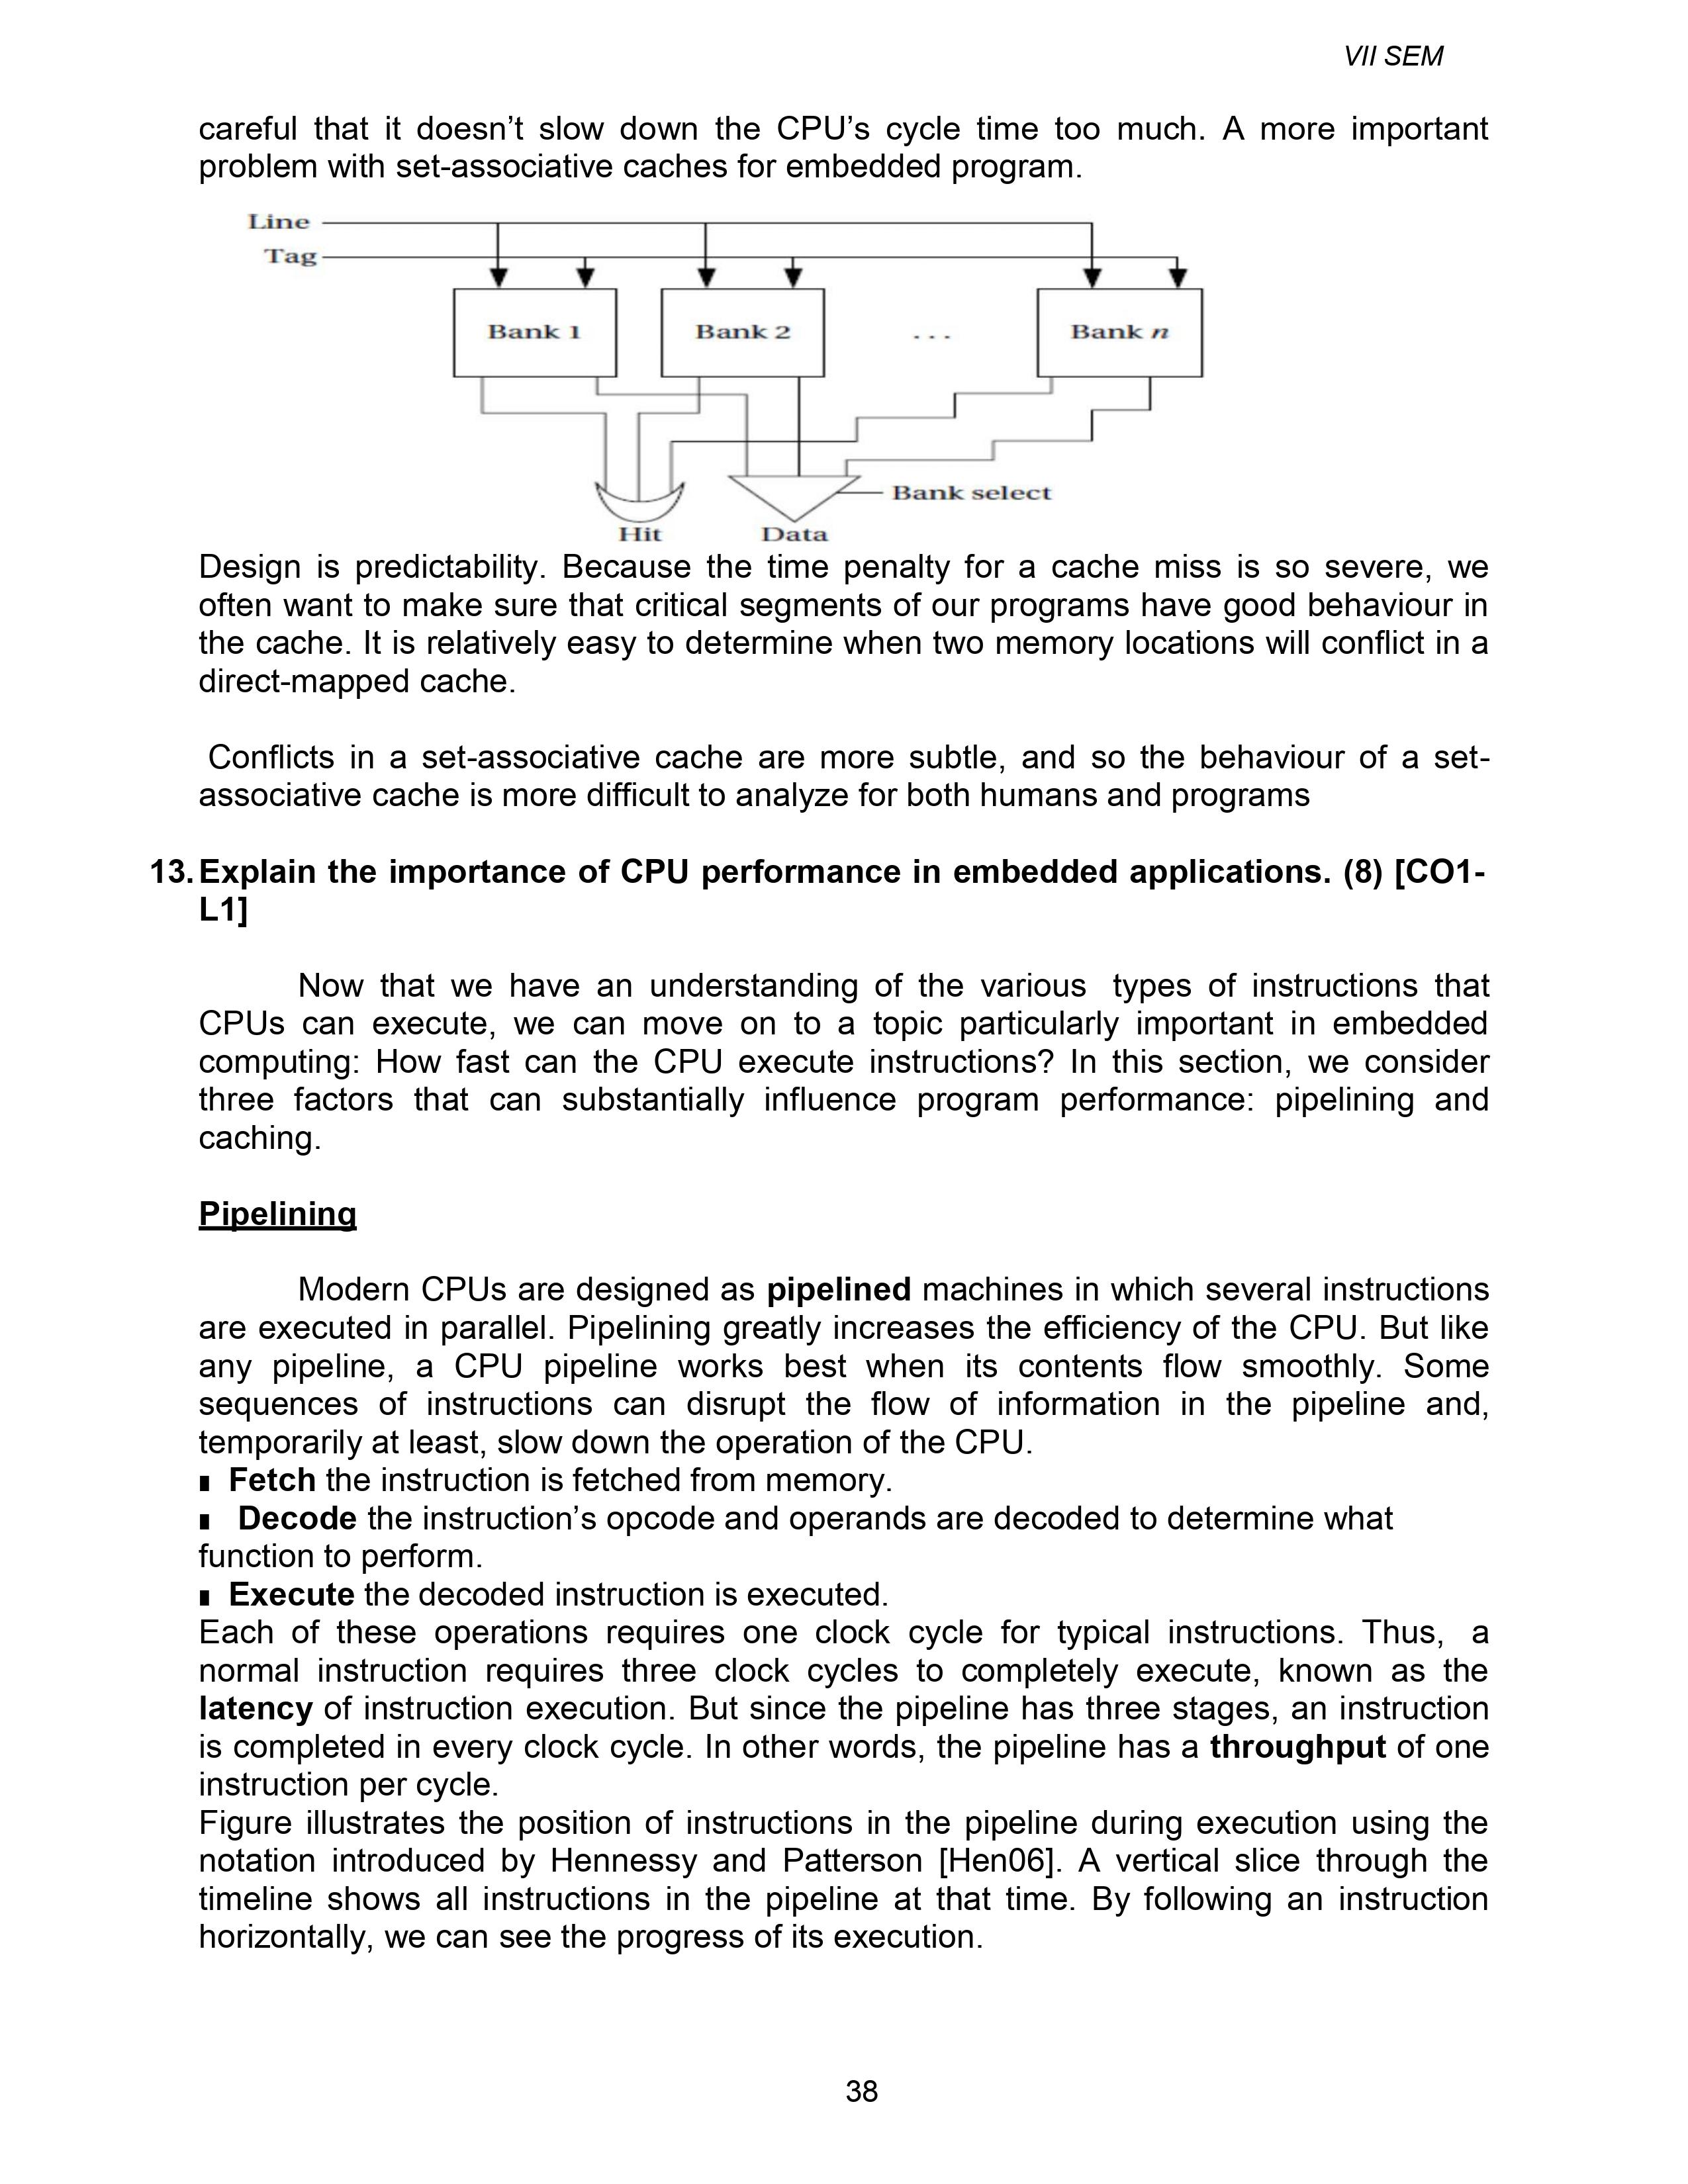 VII SEM
careful that it doesn’t slow down the CPU’s cycle time too much. A more important
problem with set-associative caches for embedded program.
Line
Tag
Bank 1 Bank 2 ... Bank n
Bank select
Hit Data
Design is predictability. Because the time penalty for a cache miss is so severe, we
often want to make sure that critical segments of our programs have good behaviour in
the cache. It is relatively easy to determine when two memory locations will conflict in a
direct-mapped cache.
Conflicts in a set-associative cache are more subtle, and so the behaviour of a set-
associative cache is more difficult to analyze for both humans and programs
13. Explain the importance of CPU performance in embedded applications. (8) [CO1-
L1]
Now that we have an understanding of the various types of instructions that
CPUs can execute, we can move on to a topic particularly important in embedded
computing: How fast can the CPU execute instructions? In this section, we consider
three factors that can substantially influence program performance: pipelining and
caching.
Pipelining
Modern CPUs are designed as pipelined machines in which several instructions
are executed in parallel. Pipelining greatly increases the efficiency of the CPU. But like
any pipeline, a CPU pipeline works best when its contents flow smoothly. Some
sequences of instructions can disrupt the flow of information in the pipeline and,
temporarily at least, slow down the operation of the CPU.
∎ Fetch the instruction is fetched from memory.
∎ Decode the instruction’s opcode and operands are decoded to determine what
function to perform.
∎ Execute the decoded instruction is executed.
Each of these operations requires one clock cycle for typical instructions. Thus, a
normal instruction requires three clock cycles to completely execute, known as the
latency of instruction execution. But since the pipeline has three stages, an instruction
is completed in every clock cycle. In other words, the pipeline has a throughput of one
instruction per cycle.
Figure illustrates the position of instructions in the pipeline during execution using the
notation introduced by Hennessy and Patterson [Hen06]. A vertical slice through the
timeline shows all instructions in the pipeline at that time. By following an instruction
horizontally, we can see the progress of its execution.
38